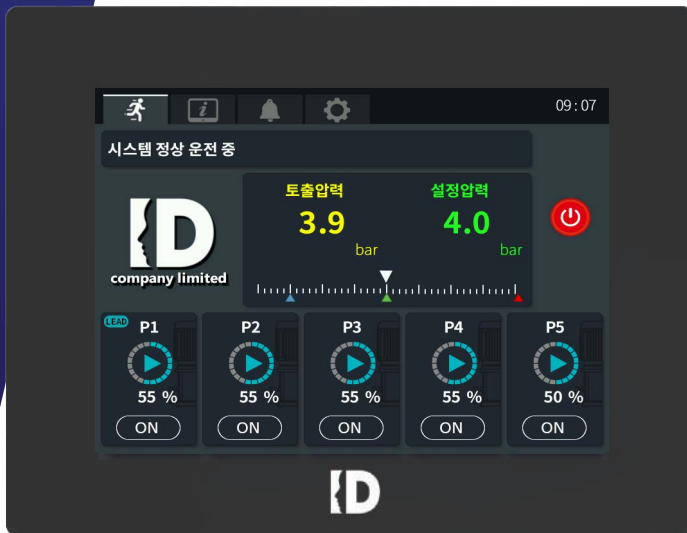 09:07
시스템 정상 운전 중
토출압력 설정압력
3.9 4.0
bar bar
D
company limited
LEAD P1 P2 P3 P4 P5
55 % 55 % 55 % 55 % 50 %
ON ON ON ON ON
D